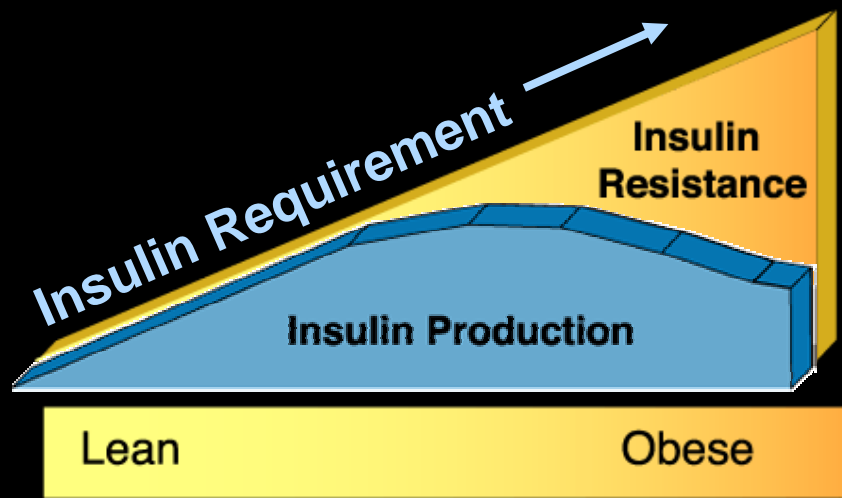 Insulin Requirement
Insulin
Resistance
Insulin Production
Lean
Obese